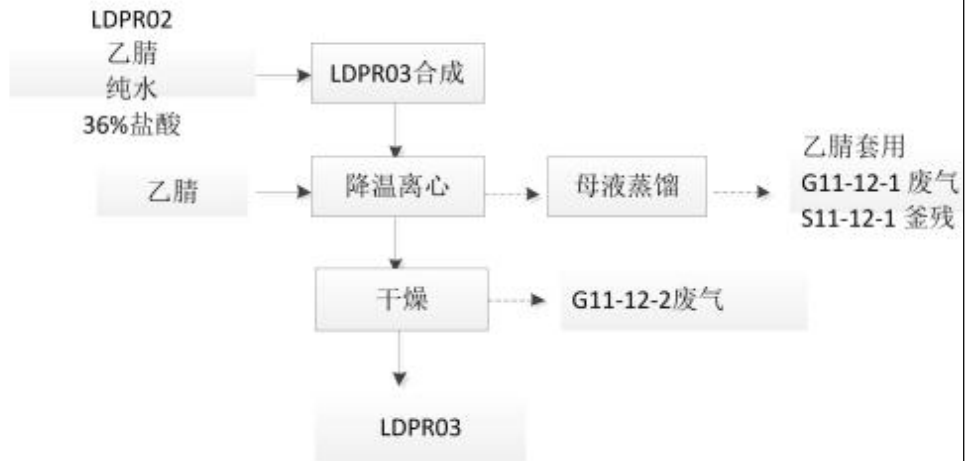 LDPR02
乙腈
纯水
36%盐酸
LDPR03合成
乙腈
降温离心
母液蒸馏
乙腈套用
G11-12-1 废气
S11-12-1 釜残
干燥
G11-12-2废气
LDPR03